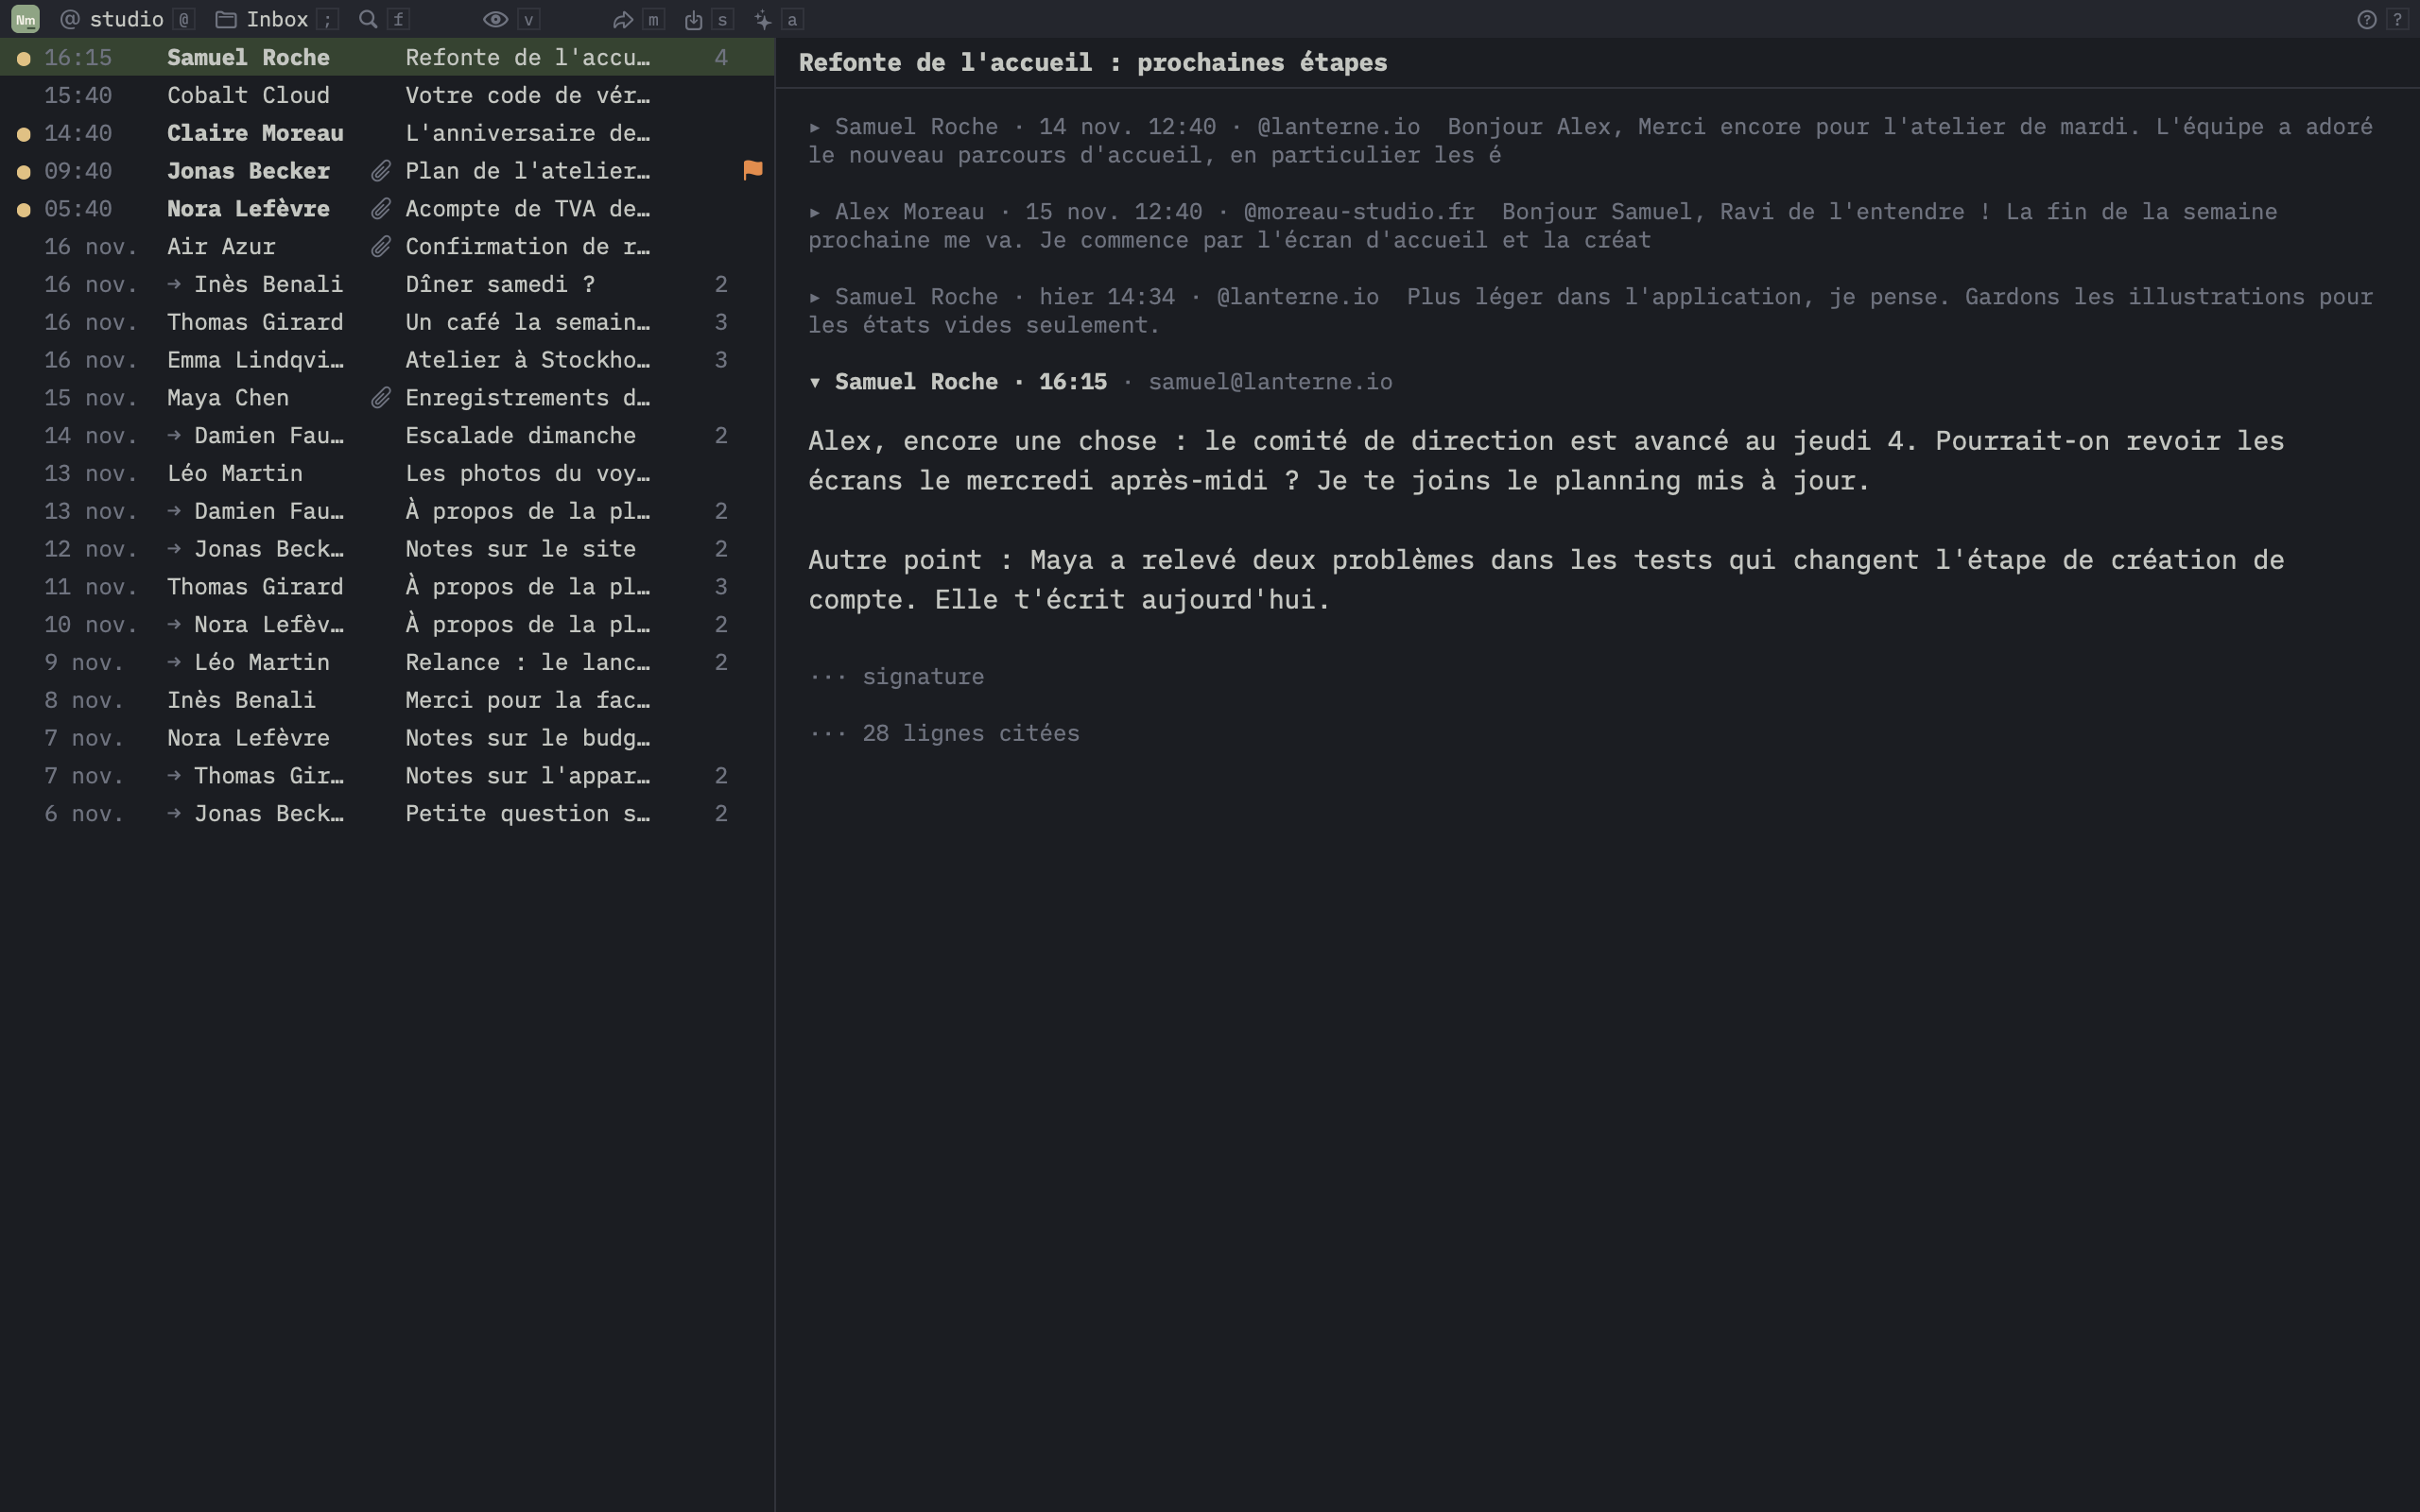 Nm @ studio @ Inbox ; f v m s a ?
16:15 Samuel Roche Refonte de l'accu… 4
15:40 Cobalt Cloud Votre code de vér…
14:40 Claire Moreau L'anniversaire de…
09:40 Jonas Becker Plan de l'atelier…
05:40 Nora Lefèvre Acompte de TVA de…
16 nov. Air Azur Confirmation de r…
16 nov. → Inès Benali Dîner samedi ? 2
16 nov. Thomas Girard Un café la semain… 3
16 nov. Emma Lindqvi… Atelier à Stockho… 3
15 nov. Maya Chen Enregistrements d…
14 nov. → Damien Fau… Escalade dimanche 2
13 nov. Léo Martin Les photos du voy…
13 nov. → Damien Fau… À propos de la pl… 2
12 nov. → Jonas Beck… Notes sur le site 2
11 nov. Thomas Girard À propos de la pl… 3
10 nov. → Nora Lefèv… À propos de la pl… 2
9 nov. → Léo Martin Relance : le lanc… 2
8 nov. Inès Benali Merci pour la fac…
7 nov. Nora Lefèvre Notes sur le budg…
7 nov. → Thomas Gir… Notes sur l'appar… 2
6 nov. → Jonas Beck… Petite question s… 2
Refonte de l'accueil : prochaines étapes
▸ Samuel Roche · 14 nov. 12:40 · @lanterne.io Bonjour Alex, Merci encore pour l'atelier de mardi. L'équipe a adoré
le nouveau parcours d'accueil, en particulier les é
▸ Alex Moreau · 15 nov. 12:40 · @moreau-studio.fr Bonjour Samuel, Ravi de l'entendre ! La fin de la semaine
prochaine me va. Je commence par l'écran d'accueil et la créat
▸ Samuel Roche · hier 14:34 · @lanterne.io Plus léger dans l'application, je pense. Gardons les illustrations pour
les états vides seulement.
▾ Samuel Roche · 16:15 · samuel@lanterne.io
Alex, encore une chose : le comité de direction est avancé au jeudi 4. Pourrait-on revoir les
écrans le mercredi après-midi ? Je te joins le planning mis à jour.
Autre point : Maya a relevé deux problèmes dans les tests qui changent l'étape de création de
compte. Elle t'écrit aujourd'hui.
··· signature
··· 28 lignes citées